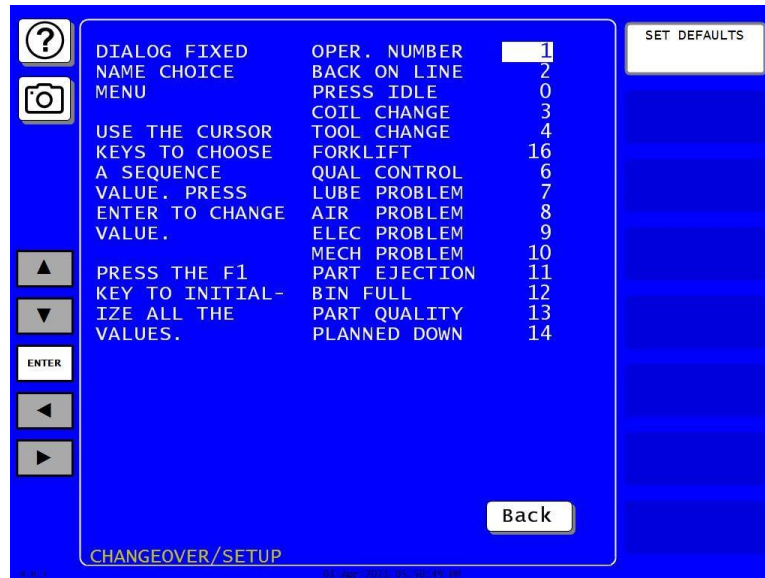 ?
SET DEFAULTS
DIALOG FIXED
NAME CHOICE
MENU
USE THE CURSOR
KEYS TO CHOOSE
A SEQUENCE
VALUE. PRESS
ENTER TO CHANGE
VALUE.
PRESS THE F1
KEY TO INITIAL-
IZE ALL THE
VALUES.
OPER. NUMBER 1
BACK ON LINE 2
PRESS IDLE 0
COIL CHANGE 3
TOOL CHANGE 4
FORKLIFT 16
QUAL CONTROL 6
LUBE PROBLEM 7
AIR PROBLEM 8
ELEC PROBLEM 9
MECH PROBLEM 10
PART EJECTION 11
BIN FULL 12
PART QUALITY 13
PLANNED DOWN 14
ENTER
Back
CHANGEOVER/SETUP